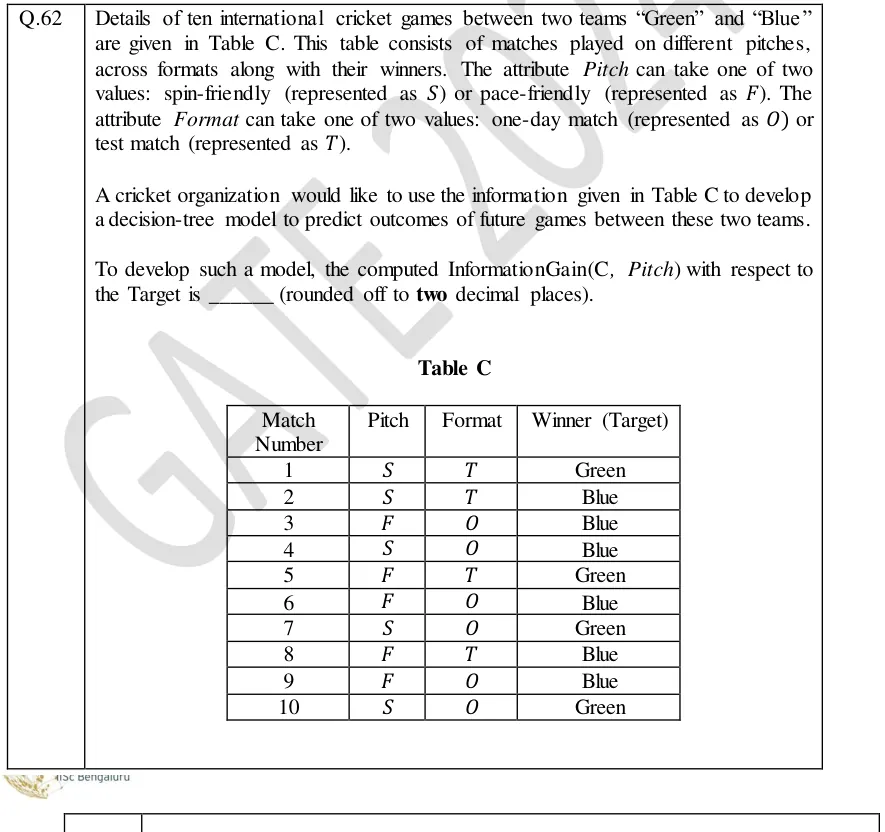 Q.62 Details of ten international cricket games between two teams “Green” and “Blue”
are given in Table C. This table consists of matches played on different pitches,
across formats along with their winners. The attribute Pitch can take one of two
values: spin-friendly (represented as S) or pace-friendly (represented as F). The
attribute Format can take one of two values: one-day match (represented as O) or
test match (represented as T).
A cricket organization would like to use the information given in Table C to develop
a decision-tree model to predict outcomes of future games between these two teams.
To develop such a model, the computed InformationGain(C, Pitch) with respect to
the Target is ______ (rounded off to two decimal places).
Table C
Match Number Pitch Format Winner (Target)
1 S T Green
2 S T Blue
3 F O Blue
4 S O Blue
5 F T Green
6 F O Blue
7 S O Green
8 F T Blue
9 F O Blue
10 S O Green
GATE 2024
IISc Bengaluru